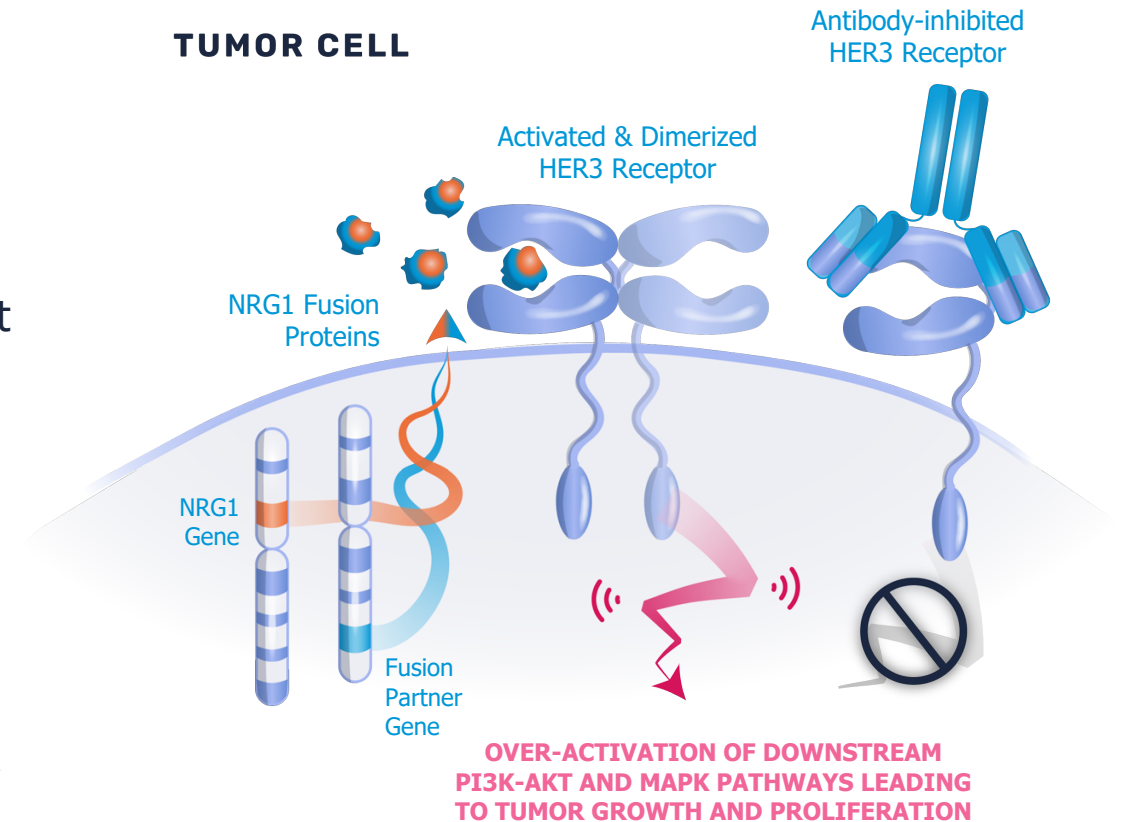 TUMOR CELL
Antibody-inhibited
HER3 Receptor
Activated & Dimerized
HER3 Receptor
NRG1 Fusion
Proteins
t
NRG1
Gene
Fusion
Partner
Gene
OVER-ACTIVATION OF DOWNSTREAM
PI3K-AKT AND MAPK PATHWAYS LEADING
TO TUMOR GROWTH AND PROLIFERATION